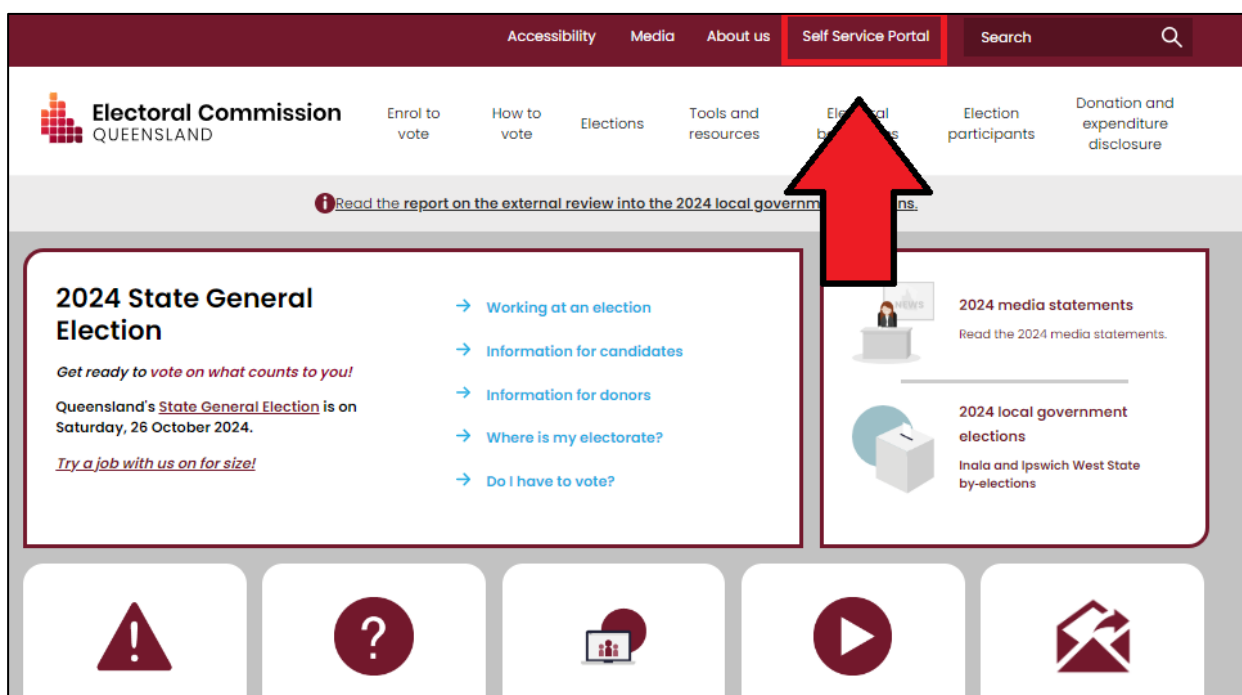 Accessibility Media About us Self Service Portal Search
Electoral Commission
QUEENSLAND
Enrol to
vote
How to
vote
Elections
Tools and
resources
Election
participants
Donation and
expenditure
disclosure
Read the report on the external review into the 2024 local
2024 State General
Election
Get ready to vote on what counts to you!
Queensland's State General Election is on
Saturday, 26 October 2024.
Try a job with us on for size!
→ Working at an election
→ Information for candidates
→ Information for donors
→ Where is my electorate?
→ Do I have to vote?
NEWS
2024 media statements
Read the 2024 media statements.
2024 local government
elections
Inala and Ipswich West State
by-elections